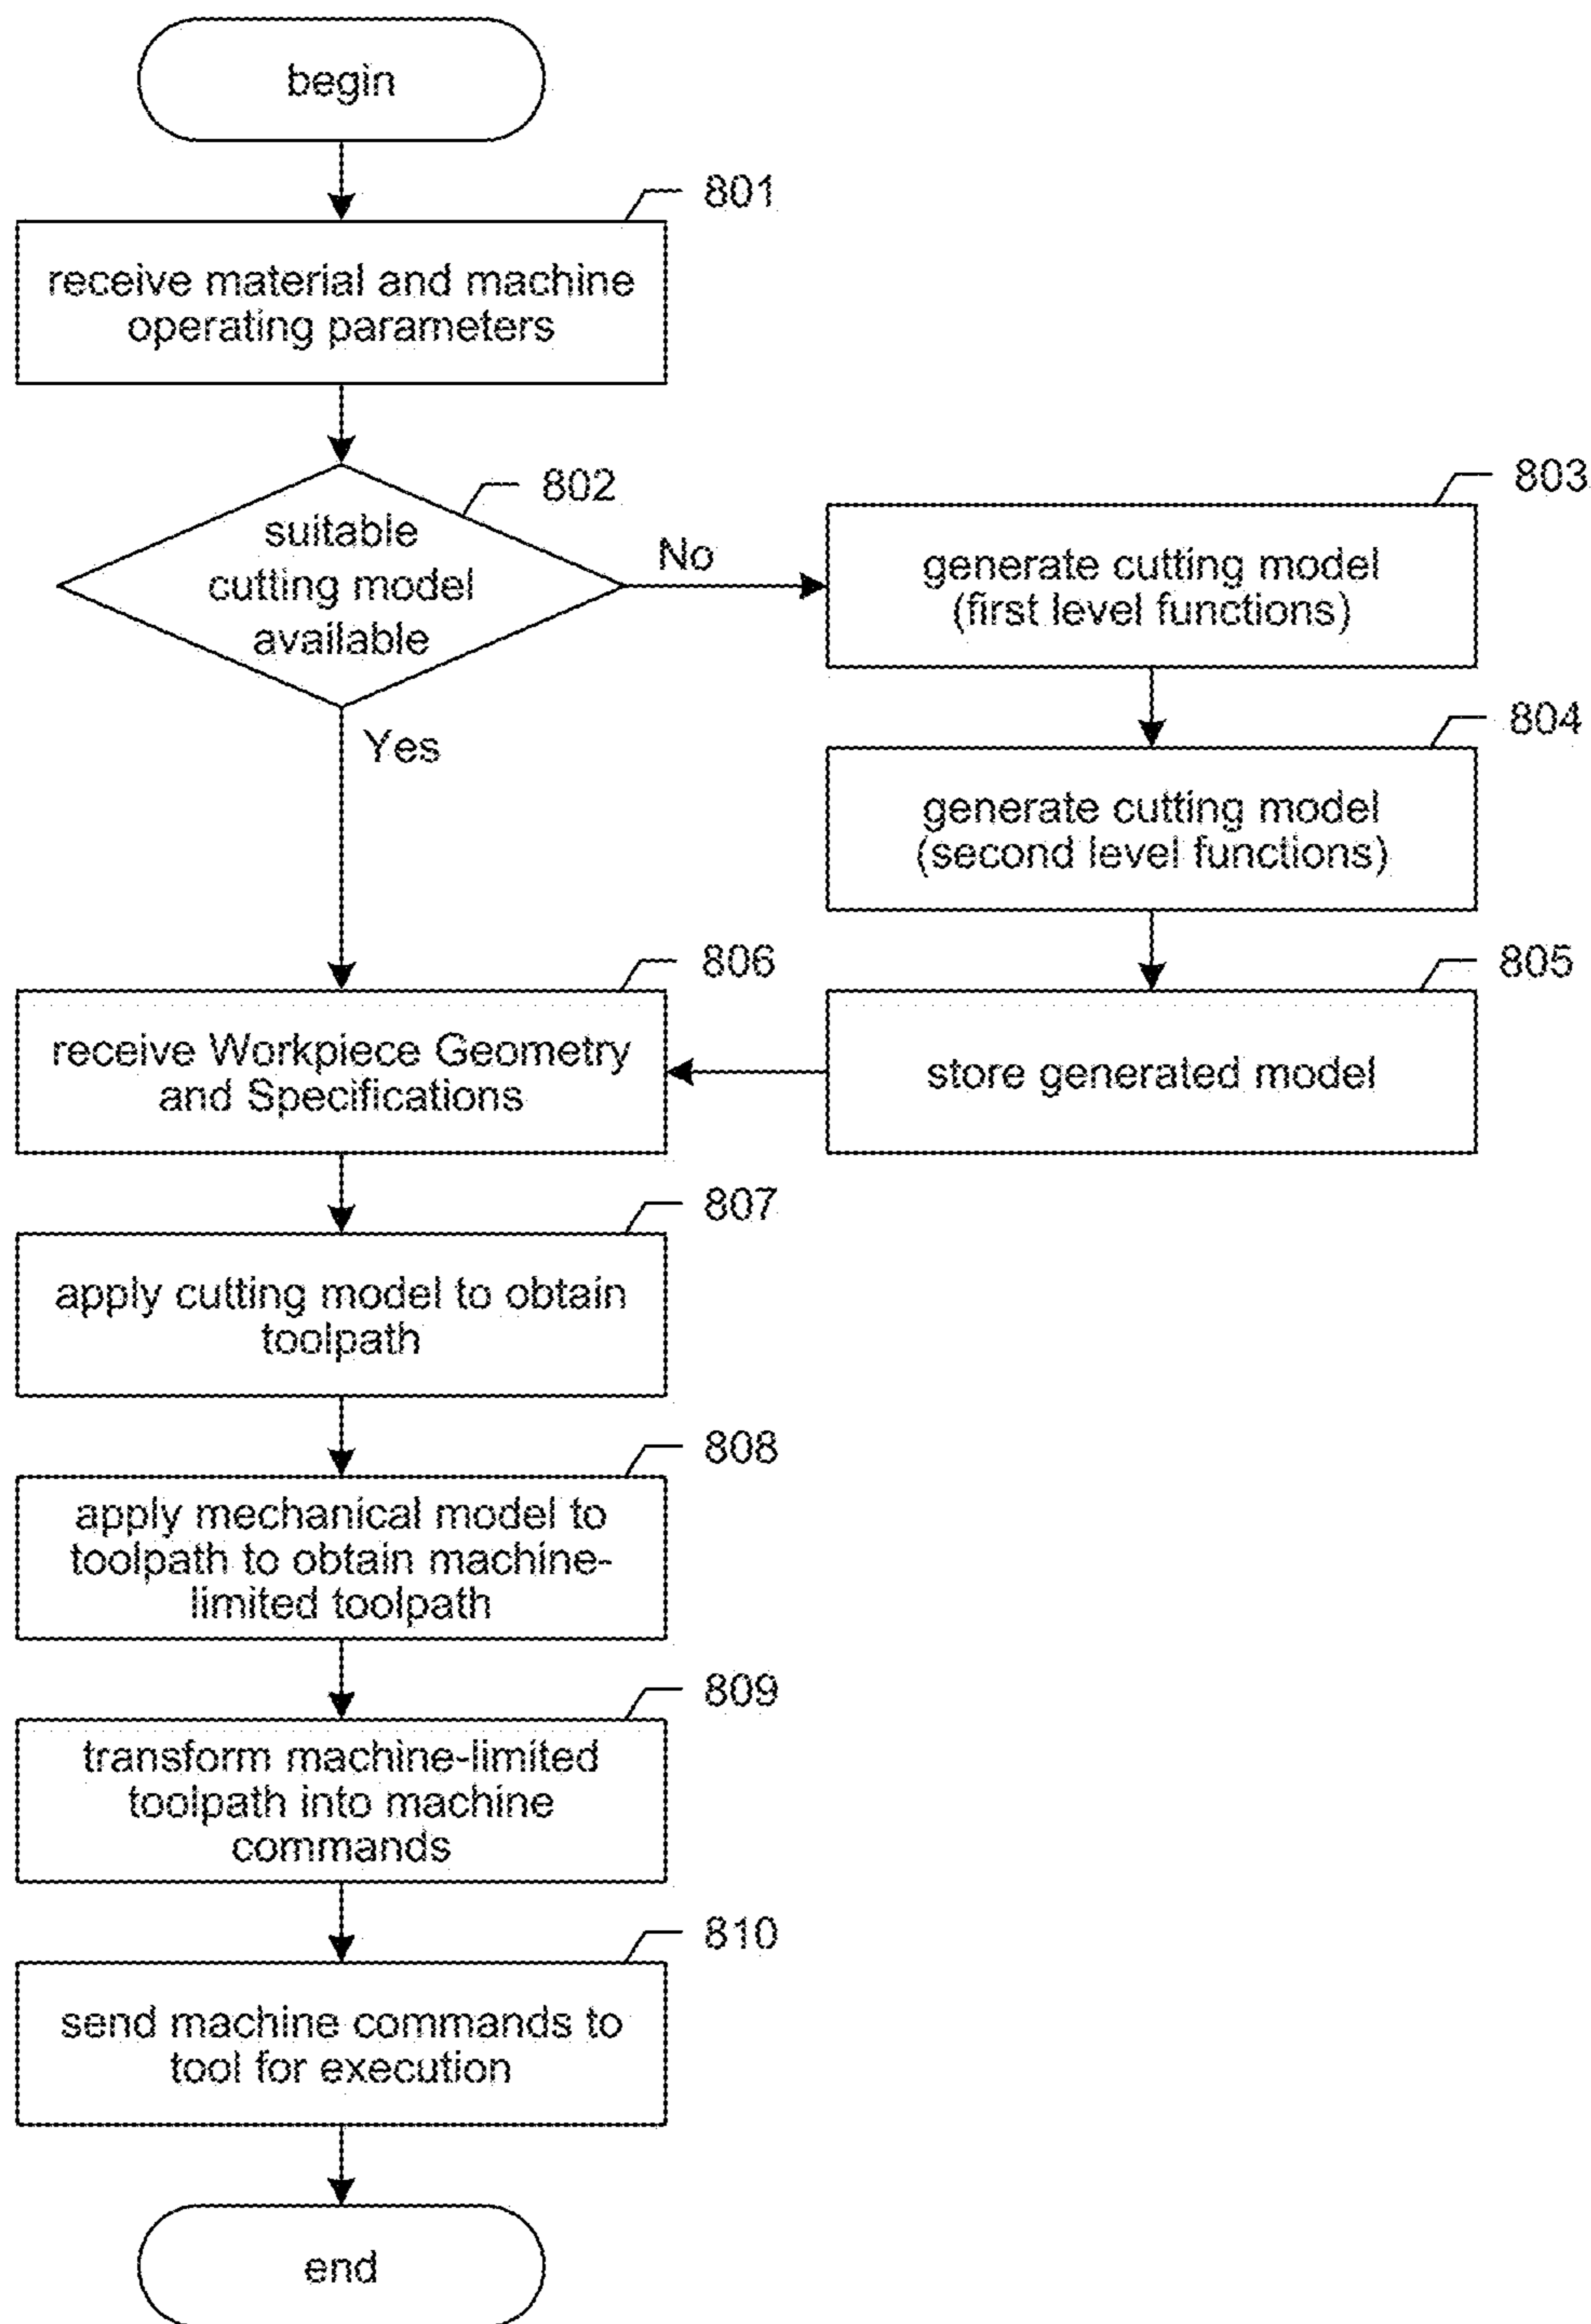 begin
801
receive material and machine
operating parameters
802
suitable
cutting model
available
No
Yes
803
generate cutting model
(first level functions)
804
generate cutting model
(second level functions)
805
store generated model
806
receive Workpiece Geometry
and Specifications
807
apply cutting model to obtain
toolpath
808
apply mechanical model to
toolpath to obtain machine-
limited toolpath
809
transform machine-limited
toolpath into machine
commands
810
send machine commands to
tool for execution
end